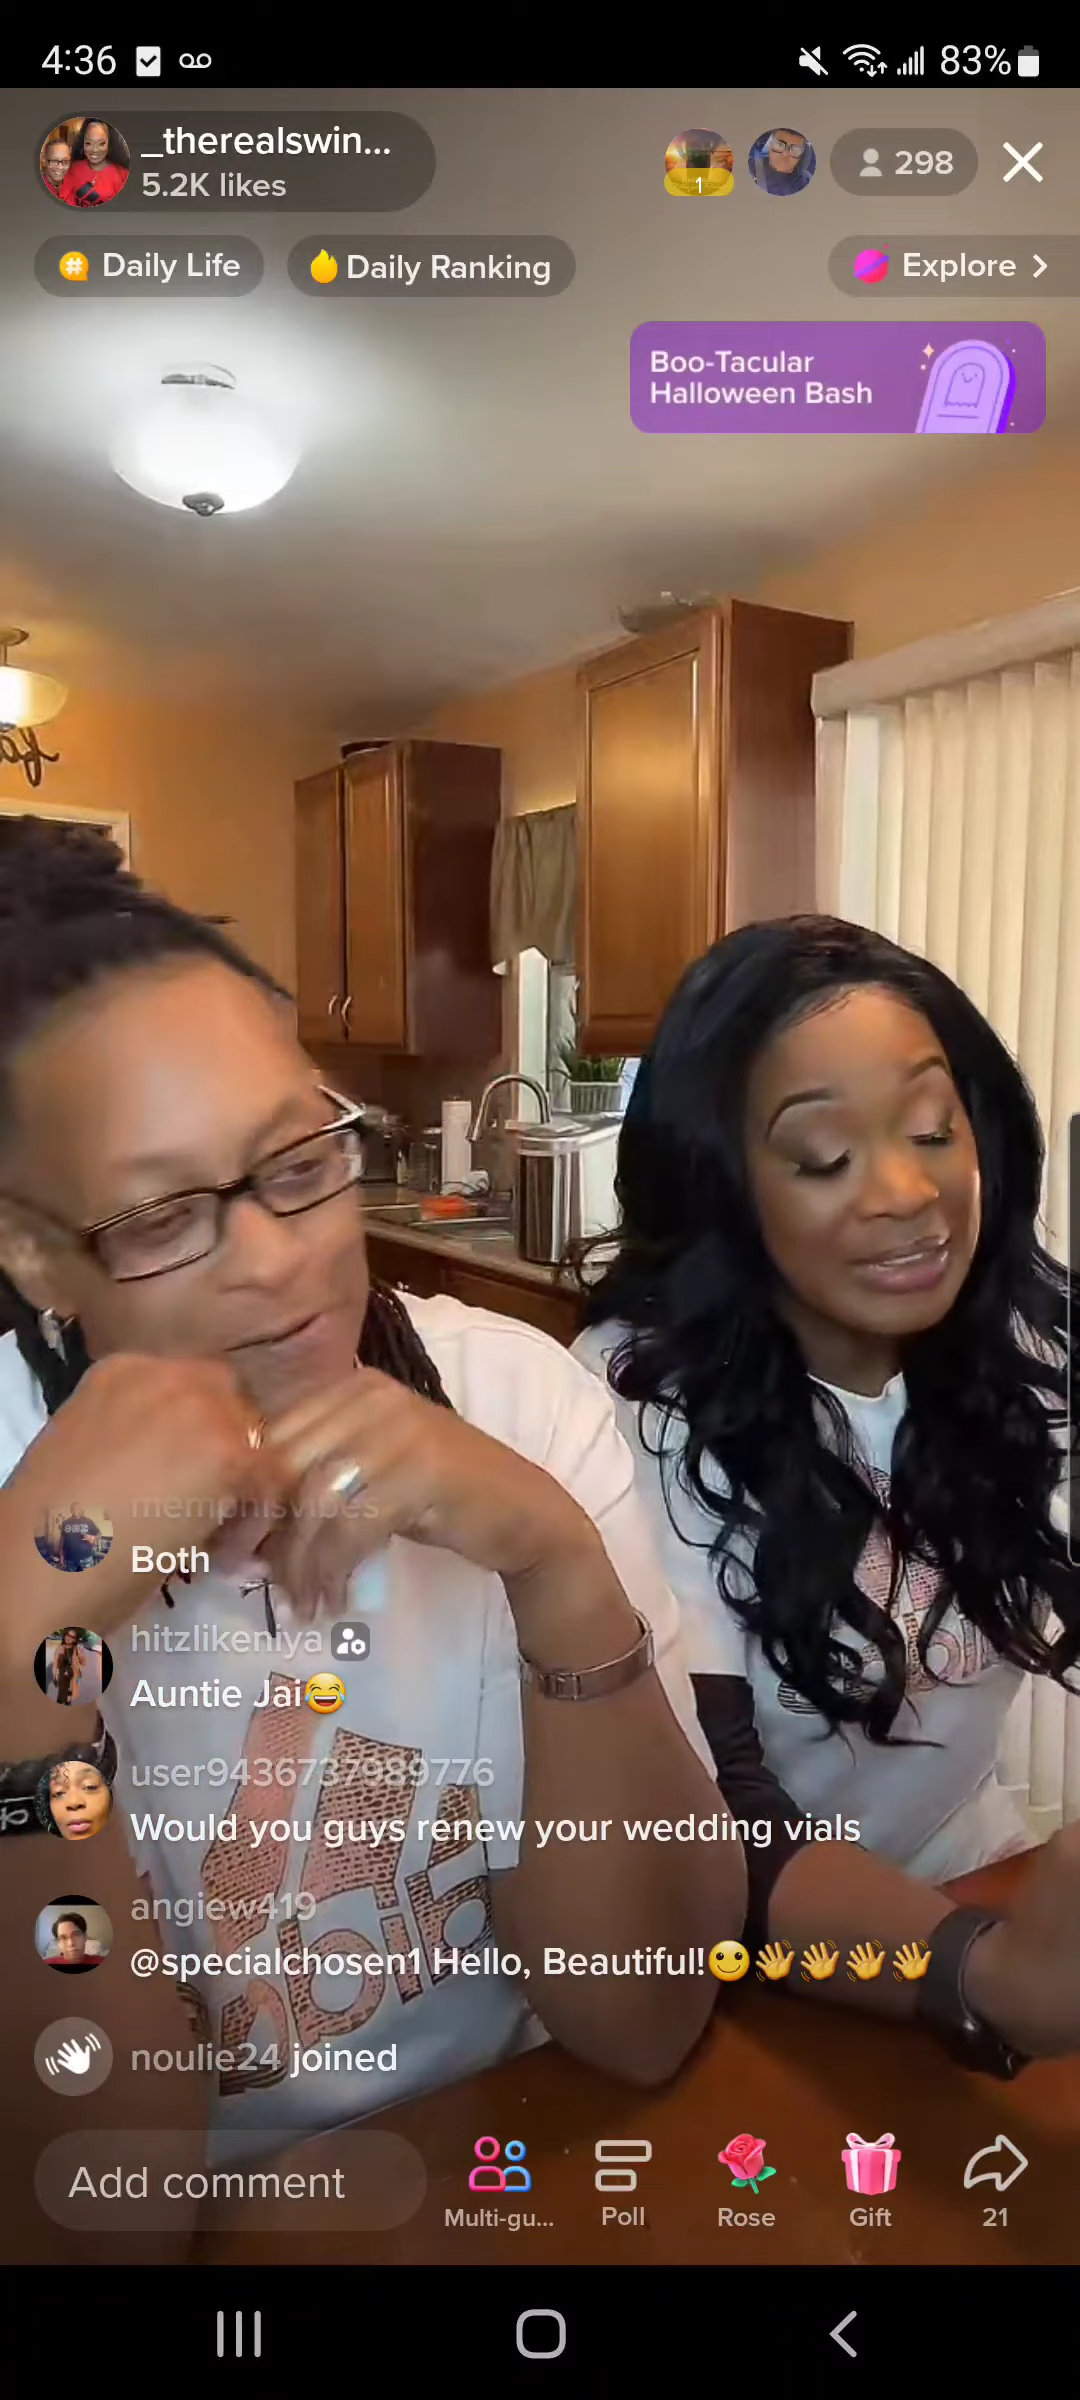 4:36
83%
_therealswin...
5.2K likes
1
298
Daily Life
Daily Ranking
Explore
Boo-Tacular
Halloween Bash
memphisvibes
Both
hitzlikeniya
Auntie Jai😂
user9436737989776
Would you guys renew your wedding vials
angiew419
@specialchosen1 Hello, Beautiful!🙂👋👋👋👋
noulie24 joined
Add comment
Multi-gu...
Poll
Rose
Gift
21